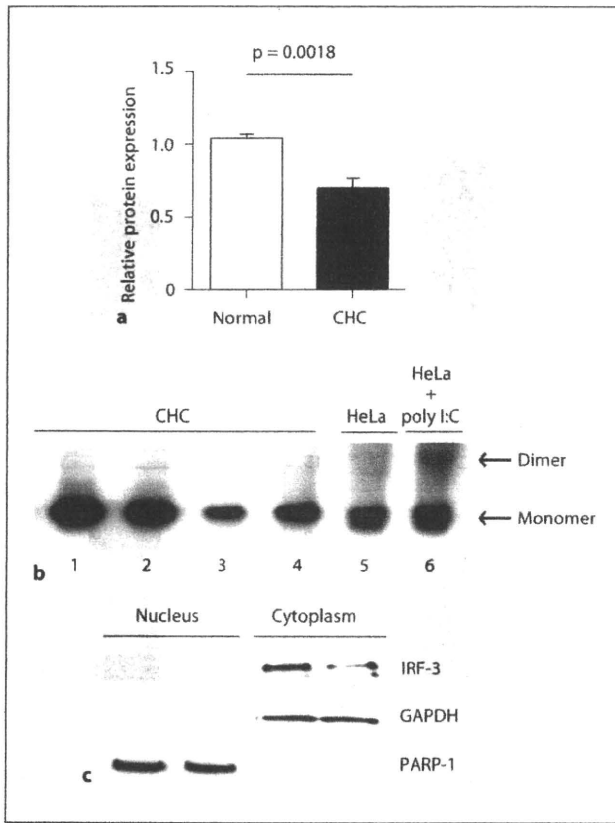 p = 0.0018
1.5
1.0
0.5
0
Relative protein expression
a
Normal CHC
CHC HeLa HeLa + poly I:C
Dimer
Monomer
b 1 2 3 4 5 6
Nucleus Cytoplasm
IRF-3
GAPDH
c PARP-1